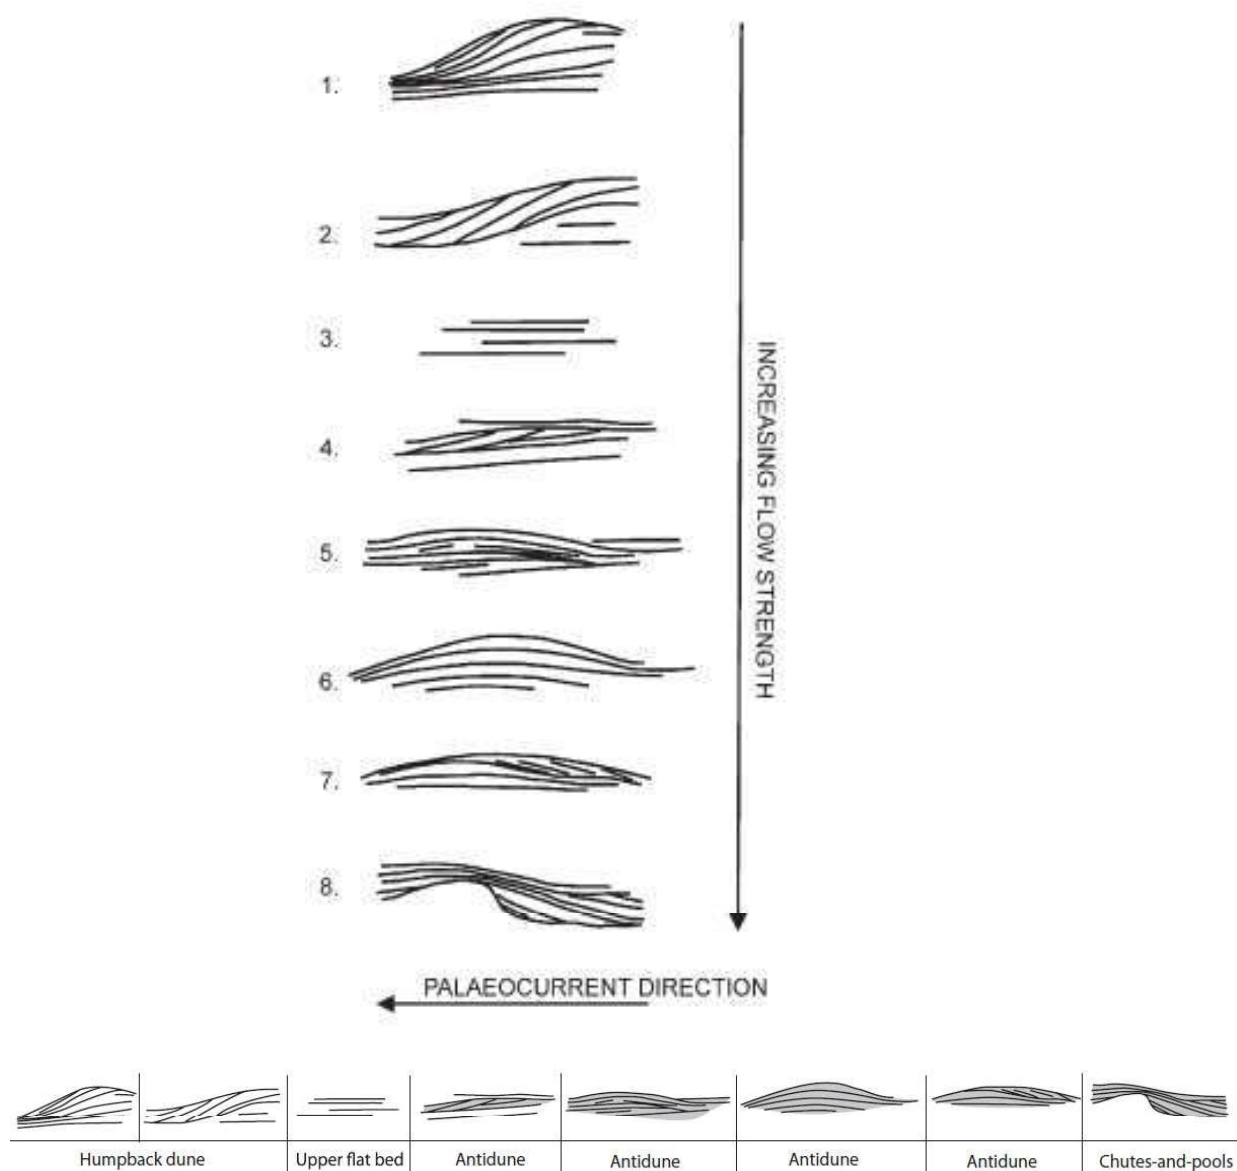 1.
2.
3.
4.
5.
6.
7.
8.
INCREASING FLOW STRENGTH
PALAEOCURRENT DIRECTION
Humpback dune
Upper flat bed
Antidune
Antidune
Antidune
Antidune
Chutes-and-pools